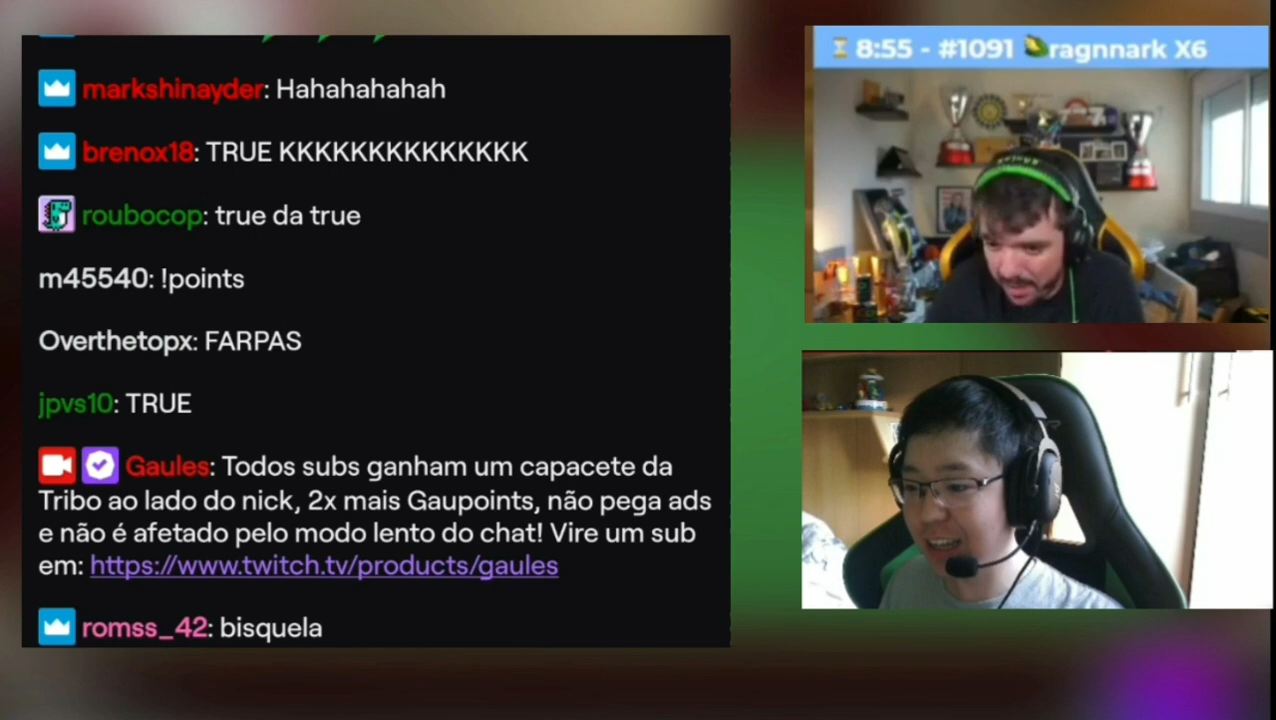 markshinayder: Hahahahahah
brenox18: TRUE KKKKKKKKKKKKKK
roubocop: true da true
m45540: !points
Overthetopx: FARPAS
jpvs10: TRUE
Gaules: Todos subs ganham um capacete da
Tribo ao lado do nick, 2x mais Gaupoints, não pega ads
e não é afetado pelo modo lento do chat! Vire um sub
em: https://www.twitch.tv/products/gaules
romss_42: bisquela
8:55 - #1091 ragnnark X6